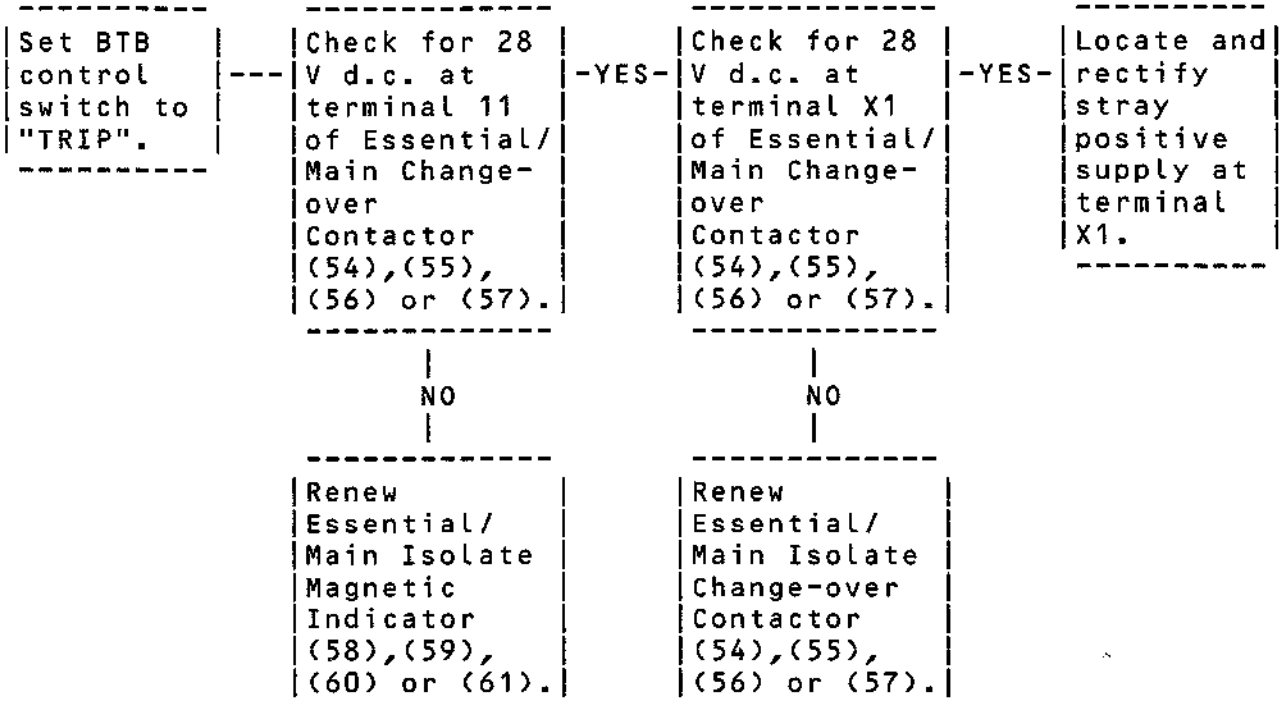 Set BTB
control
switch to
"TRIP".
Check for 28
V d.c. at
terminal 11
of Essential/
Main Change-
over
Contactor
(54),(55),
(56) or (57).
-YES-
Check for 28
V d.c. at
terminal X1
of Essential/
Main Change-
over
Contactor
(54),(55),
(56) or (57).
-YES-
Locate and
rectify
stray
positive
supply at
terminal
X1.
NO
NO
Renew
Essential/
Main Isolate
Magnetic
Indicator
(58),(59),
(60) or (61).
Renew
Essential/
Main Isolate
Change-over
Contactor
(54),(55),
(56) or (57).